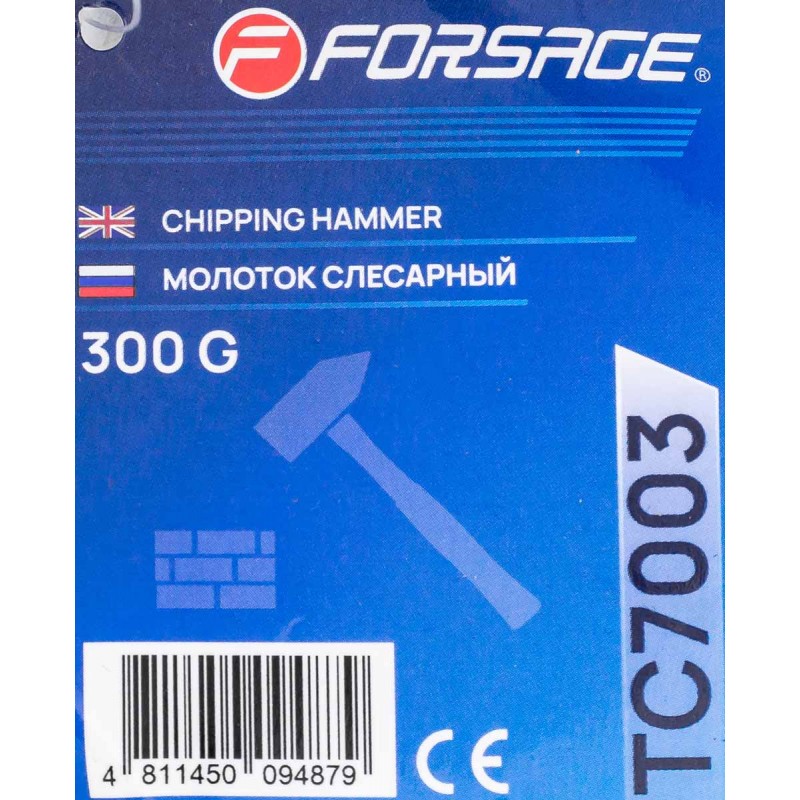 FORSAGE®
CHIPPING HAMMER
МОЛОТОК СЛЕСАРНЫЙ
300 G
TC7003
4 811450 094879
CE